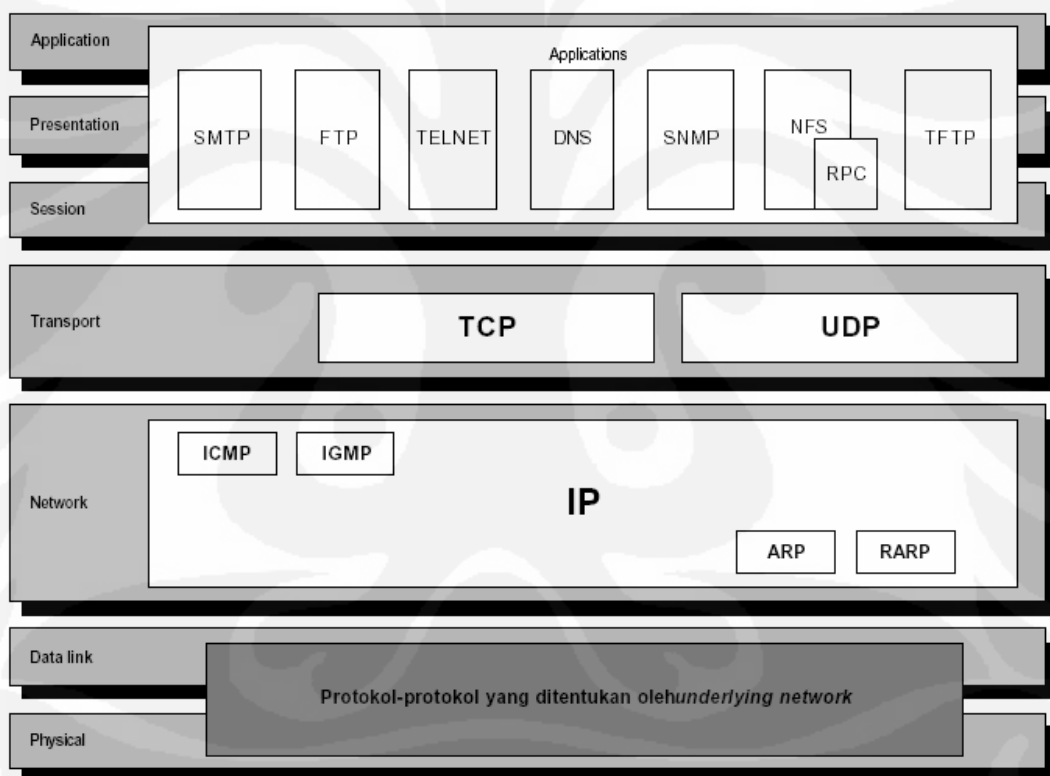 Application
Applications
Presentation
SMTP
FTP
TELNET
DNS
SNMP
NFS
RPC
TFTP
Session
Transport
TCP
UDP
Network
ICMP
IGMP
IP
ARP
RARP
Data link
Protokol-protokol yang ditentukan olehunderlying network
Physical